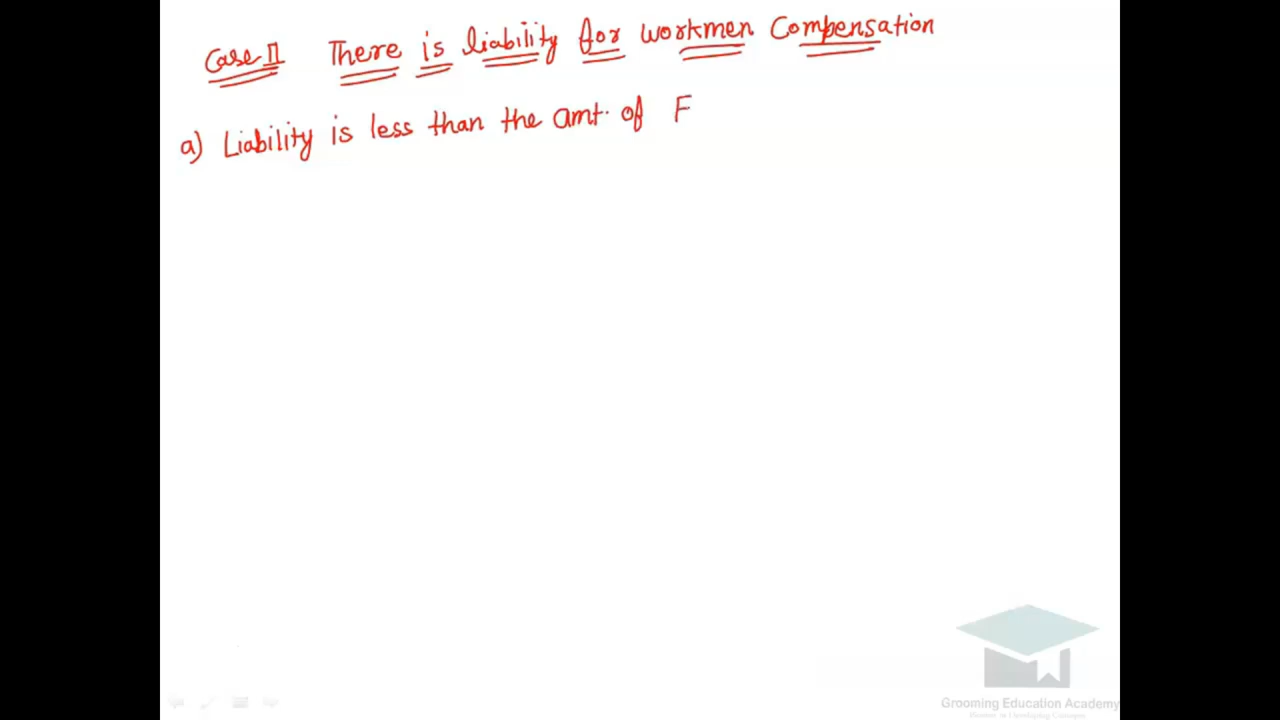 Case II There is liability for workmen Compensation
a) Liability is less than the amt. of F
Grooming Education Academy